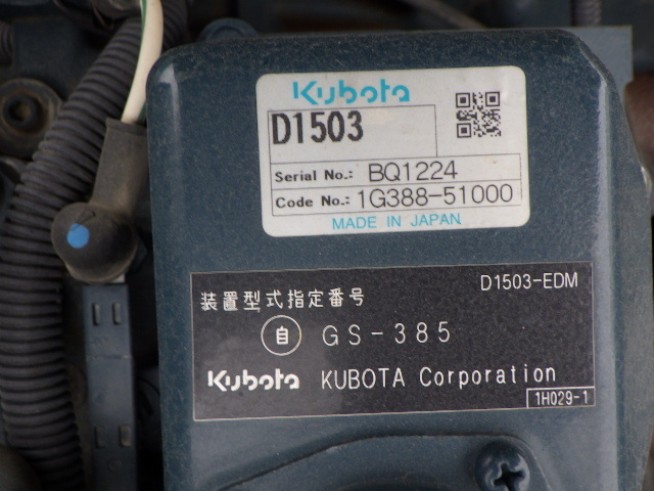 Kubota
D1503
Serial No.: BQ1224
Code No.: 1G388-51000
MADE IN JAPAN
D1503-EDM
装置型式指定番号
自 GS-385
Kubota KUBOTA Corporation
1H029-1